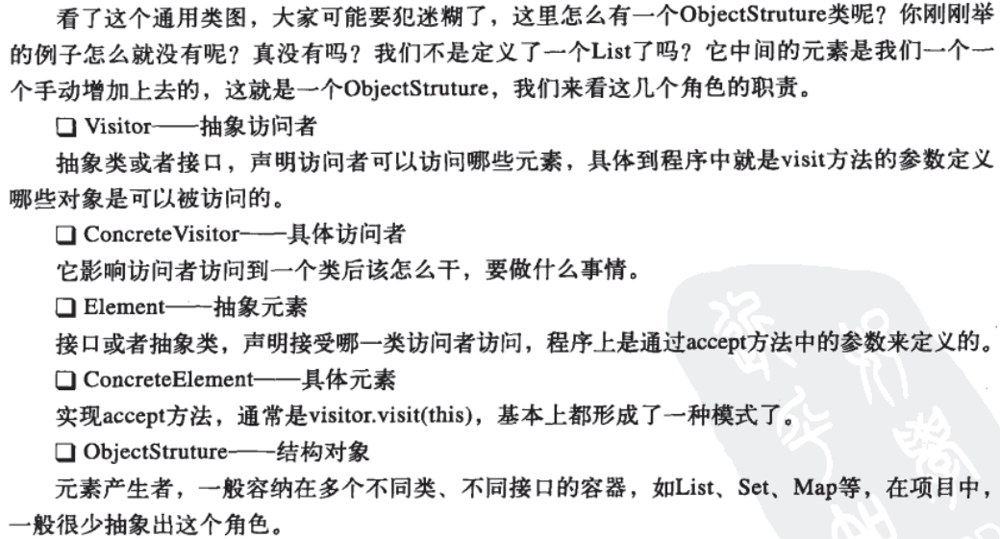 看了这个通用类图，大家可能要犯迷糊了，这里怎么有一个ObjectStruture类呢？你刚刚举
的例子怎么就没有呢？真没有吗？我们不是定义了一个List了吗？它中间的元素是我们一个一
个手动增加上去的，这就是一个ObjectStruture，我们来看这几个角色的职责。
❑ Visitor——抽象访问者
抽象类或者接口，声明访问者可以访问哪些元素，具体到程序中就是visit方法的参数定义
哪些对象是可以被访问的。
❑ ConcreteVisitor——具体访问者
它影响访问者访问到一个类后该怎么干，要做什么事情。
❑ Element——抽象元素
接口或者抽象类，声明接受哪一类访问者访问，程序上是通过accept方法中的参数来定义的。
❑ ConcreteElement——具体元素
实现accept方法，通常是visitor.visit(this)，基本上都形成了一种模式了。
❑ ObjectStruture——结构对象
元素产生者，一般容纳在多个不同类、不同接口的容器，如List、Set、Map等，在项目中，
一般很少抽象出这个角色。